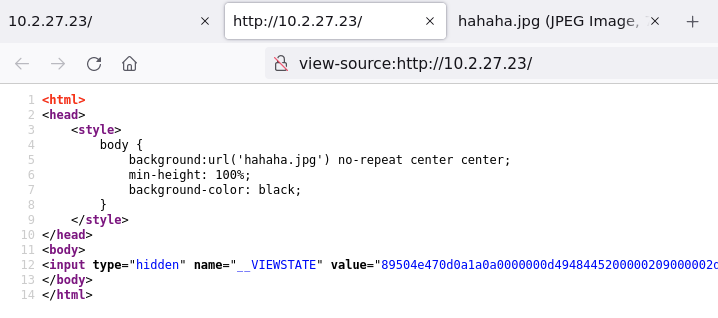 10.2.27.23/
http://10.2.27.23/
hahaha.jpg (JPEG Image,
view-source:http://10.2.27.23/
1 <html>
2 <head>
3 <style>
4 body {
5 background:url('hahaha.jpg') no-repeat center center;
6 min-height: 100%;
7 background-color: black;
8 }
9 </style>
10 </head>
11 <body>
12 <input type="hidden" name="__VIEWSTATE" value="89504e470d0a1a0a0000000d4948445200000209000002d
13 </body>
14 </html>